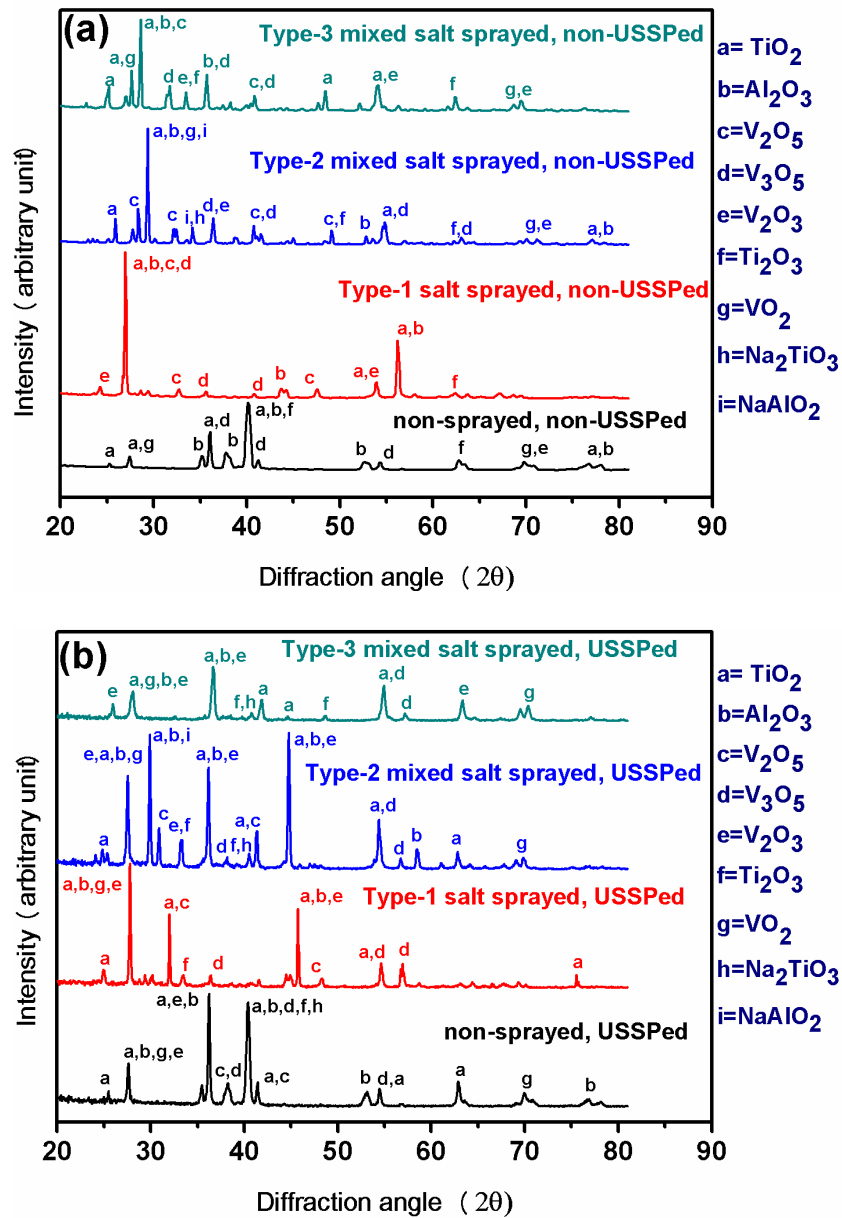 (a)
Type-3 mixed salt sprayed, non-USSPed
a a,g a,b,c d e,f b,d c,d a a,e f g,e
Type-2 mixed salt sprayed, non-USSPed
a c a,b,g,i c i,h d,e c,d c,f b a,d f,d g,e a,b
Type-1 salt sprayed, non-USSPed
e a,b,c,d c d d b c a,e a,b f
non-sprayed, non-USSPed
a a,g b a,d b a,b,f d b d f g,e a,b
a= TiO2
b=Al2O3
c=V2O5
d=V3O5
e=V2O3
f=Ti2O3
g=VO2
h=Na2TiO3
i=NaAlO2
Intensity ( arbitrary unit)
20 30 40 50 60 70 80 90
Diffraction angle ( 2θ)
(b)
Type-3 mixed salt sprayed, USSPed
e a,g,b,e a,b,e f,h a a f a,d d e g
Type-2 mixed salt sprayed, USSPed
a e,a,b,g a,b,i c e,f a,b,e d f,h a,c a,b,e a,d d b a g
Type-1 salt sprayed, USSPed
a a,b,g,e a,c f d a,b,e c a,d d a
non-sprayed, USSPed
a a,b,g,e a,e,b c,d a,b,d,f,h a,c b d,a a g b
a= TiO2
b=Al2O3
c=V2O5
d=V3O5
e=V2O3
f=Ti2O3
g=VO2
h=Na2TiO3
i=NaAlO2
Intensity ( arbitrary unit)
20 30 40 50 60 70 80 90
Diffraction angle ( 2θ)